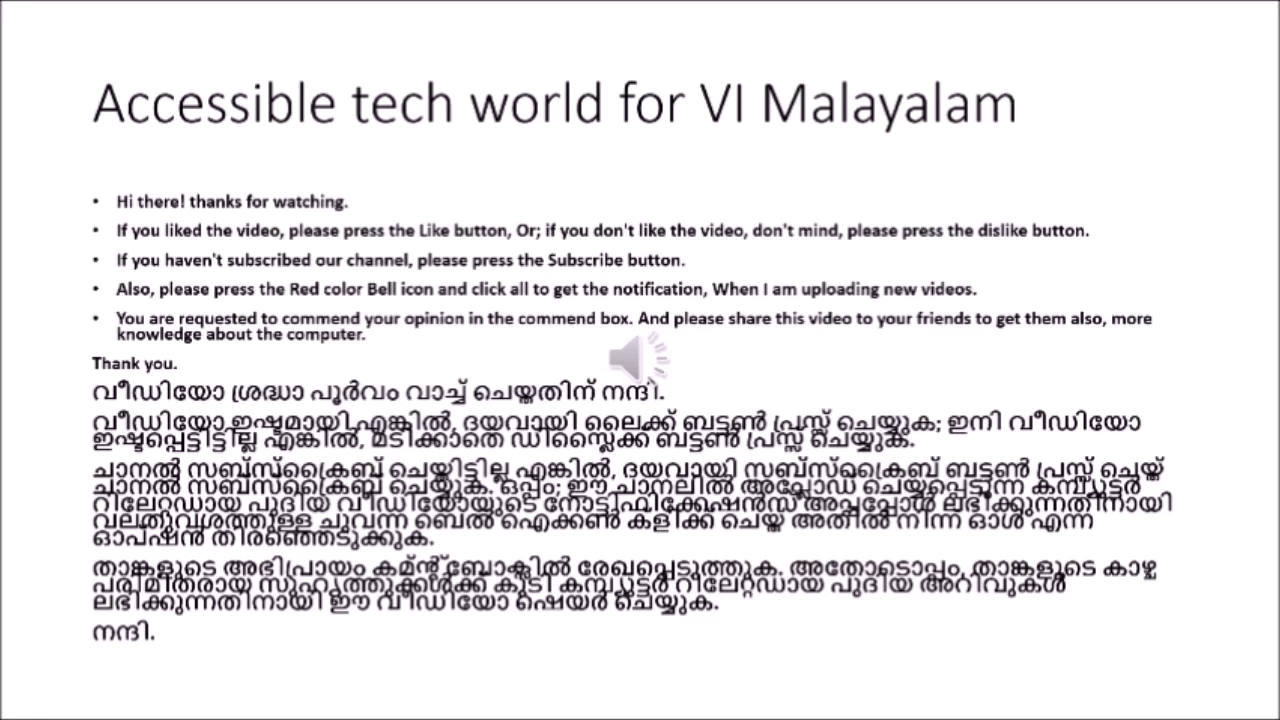 Accessible tech world for VI Malayalam
• Hi there! thanks for watching.
• If you liked the video, please press the Like button, Or; if you don't like the video, don't mind, please press the dislike button.
• If you haven't subscribed our channel, please press the Subscribe button.
• Also, please press the Red color Bell icon and click all to get the notification, When I am uploading new videos.
• You are requested to commend your opinion in the commend box. And please share this video to your friends to get them also, more
knowledge about the computer.
Thank you.
വീഡിയോ ശ്രദ്ധാ പൂർവം വാച്ച് ചെയ്തതിന് നന്ദി.
വീഡിയോ ഇഷ്ടമായി എങ്കിൽ, ദയവായി ലൈക്ക് ബട്ടൺ പ്രസ്സ് ചെയ്യുക; ഇനി വീഡിയോ
ഇഷ്ടപ്പെട്ടിട്ടില്ല എങ്കിൽ, മടിക്കാതെ ഡിസ്ലൈക്ക് ബട്ടൺ പ്രസ്സ് ചെയ്യുക.
ചാനൽ സബ്സ്ക്രൈബ് ചെയ്തിട്ടില്ല എങ്കിൽ, ദയവായി സബ്സ്ക്രൈബ് ബട്ടൺ പ്രസ്സ് ചെയ്ത്
ചാനൽ സബ്സ്ക്രൈബ് ചെയ്യുക. ഒപ്പം; ഈ ചാനലിൽ അപ്ലോഡ് ചെയ്യപ്പെടുന്ന കമ്പ്യൂട്ടർ
റിലേറ്റഡായ പുതിയ വീഡിയോയുടെ നോട്ടിഫിക്കേഷൻസ് അപ്പപ്പോൾ ലഭിക്കുന്നതിനായി
വലതുവശത്തുള്ള ചുവന്ന ബെൽ ഐക്കൺ ക്ലിക്ക് ചെയ്ത് അതിൽ നിന്ന് ഓൾ എന്ന
ഓപ്ഷൻ തിരഞ്ഞെടുക്കുക.
താങ്കളുടെ അഭിപ്രായം കമന്റ് ബോക്സിൽ രേഖപ്പെടുത്തുക. അതോടൊപ്പം, താങ്കളുടെ കാഴ്ച
പരിമിതരായ സുഹൃത്തുക്കൾക്ക് കൂടി കമ്പ്യൂട്ടർ റിലേറ്റഡായ പുതിയ അറിവുകൾ
ലഭിക്കുന്നതിനായി ഈ വീഡിയോ ഷെയർ ചെയ്യുക.
നന്ദി.